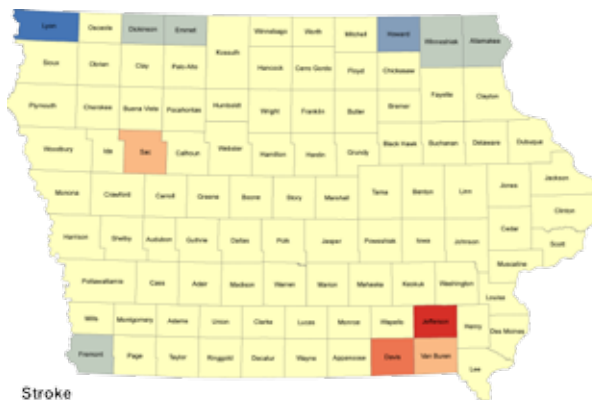 Lyon Osceola Dickinson Emmet Winnebago Worth Mitchell Howard Winneshiek Allamakee
Kossuth
Sioux Obrien Clay Palo Alto Hancock Cerro Gordo Floyd Chickasaw
Fayette Clayton
Plymouth Cherokee Buena Vista Pocahontas Humboldt Wright Franklin Butler Bremer
Woodbury Ida Sac Calhoun Webster Hamilton Hardin Grundy Black Hawk Buchanan Delaware Dubuque
Monona Crawford Carroll Greene Boone Story Marshall Tama Benton Linn Jones Jackson
Clinton
Harrison Shelby Audubon Guthrie Dallas Polk Jasper Poweshiek Iowa Johnson Cedar Scott
Muscatine
Pottawattamie Cass Adair Madison Warren Marion Mahaska Keokuk Washington Louisa
Mills Montgomery Adams Union Clarke Lucas Monroe Wapello Jefferson Henry Des Moines
Fremont Page Taylor Ringgold Decatur Wayne Appanoose Davis Van Buren Lee
Stroke